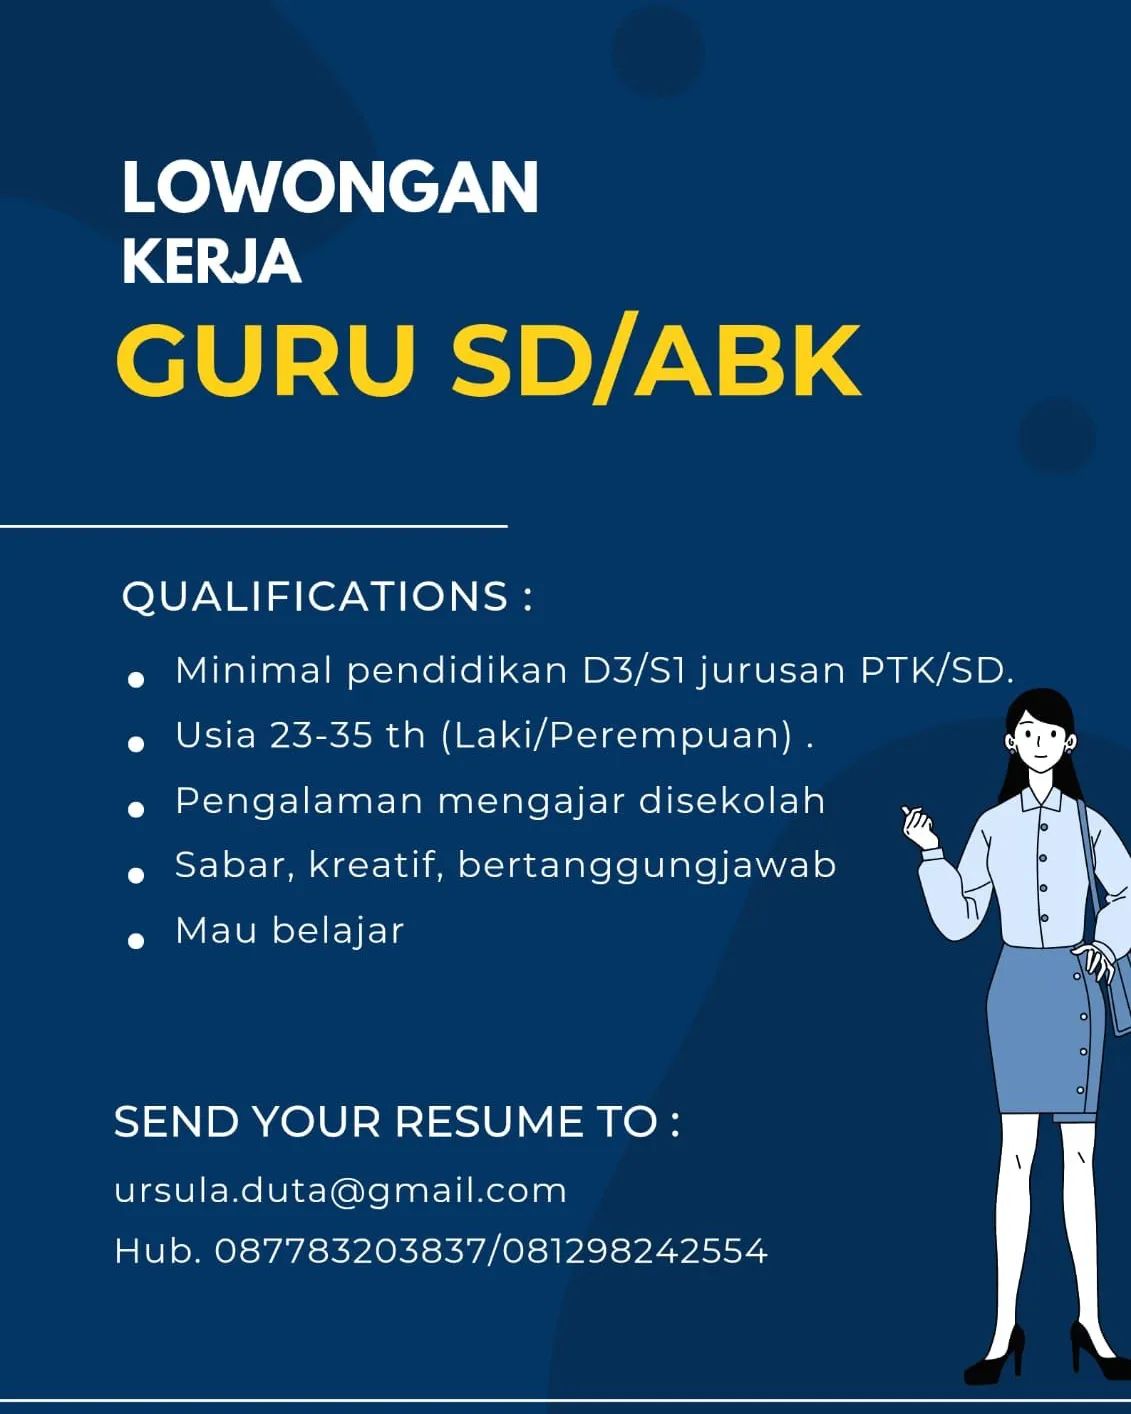 LOWONGAN
KERJA
GURU SD/ABK
QUALIFICATIONS :
Minimal pendidikan D3/S1 jurusan PTK/SD.
Usia 23-35 th (Laki/Perempuan) .
Pengalaman mengajar disekolah
Sabar, kreatif, bertanggungjawab
Mau belajar
SEND YOUR RESUME TO :
ursula.duta@gmail.com
Hub. 087783203837/081298242554